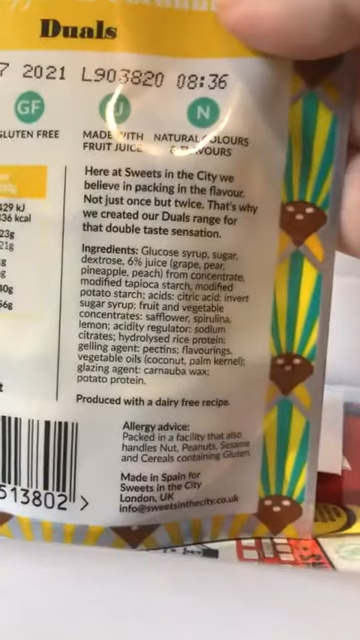 Duals
7 2021 L903820 08:36
GF
N
GLUTEN FREE
MADE WITH FRUIT JUICE
NATURAL COLOURS & FLAVOURS
Here at Sweets in the City we
believe in packing in the flavour.
Not just once but twice. That's why
we created our Duals range for
that double taste sensation.
Ingredients: Glucose syrup, sugar,
dextrose, 6% juice (grape, pear,
pineapple, peach) from concentrate,
modified tapioca starch, modified
potato starch; acids: citric acid; invert
sugar syrup; fruit and vegetable
concentrates: safflower, spirulina,
lemon; acidity regulator: sodium
citrates; hydrolysed rice protein;
gelling agent: pectins; flavourings,
vegetable oils (coconut, palm kernel);
glazing agent: carnauba wax;
potato protein.
Produced with a dairy free recipe.
Allergy advice:
Packed in a facility that also
handles Nut, Peanuts, Sesame
and Cereals containing Gluten.
Made in Spain for
Sweets in the City
London, UK
info@sweetsinthecity.co.uk
429 kJ
336 kcal
23g
21g
40g
56g
513802 >